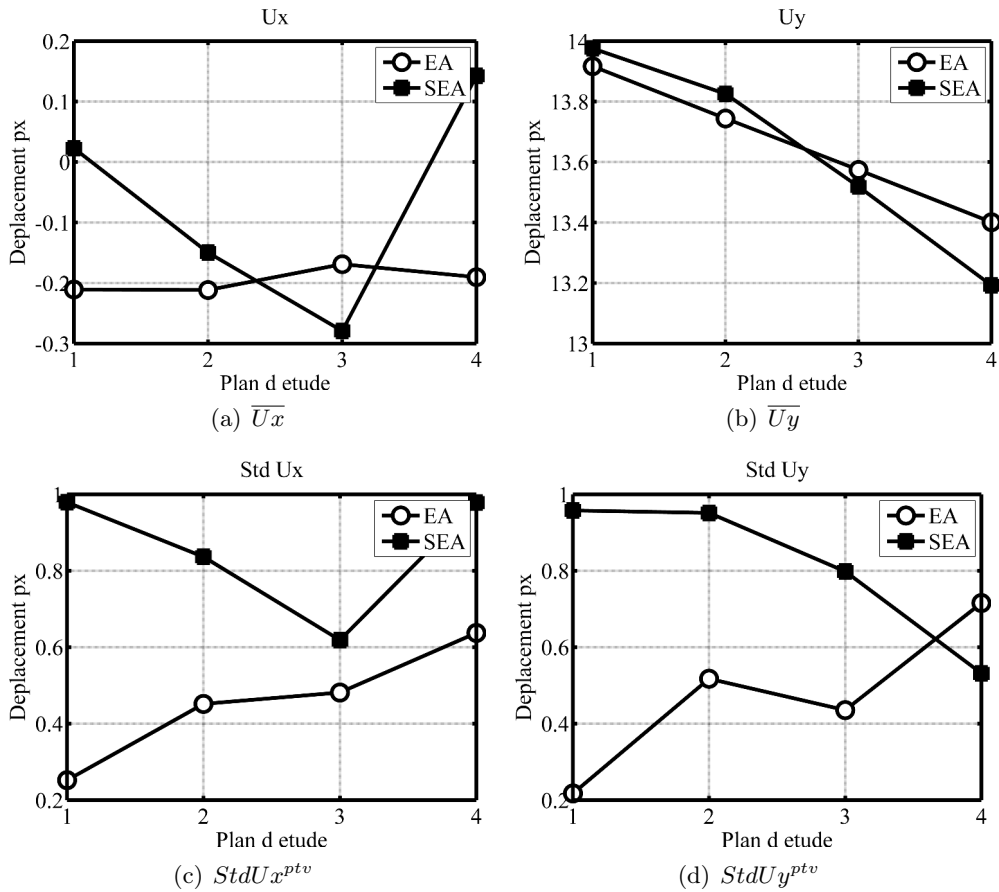 Ux
Deplacement px
0.2
0.1
0
-0.1
-0.2
-0.3
EA
SEA
1 2 3 4
Plan d etude
(a) Ux
Uy
Deplacement px
14
13.8
13.6
13.4
13.2
13
EA
SEA
1 2 3 4
Plan d etude
(b) Uy
Std Ux
Deplacement px
1
0.8
0.6
0.4
0.2
EA
SEA
1 2 3 4
Plan d etude
(c) StdUx^ptv
Std Uy
Deplacement px
1
0.8
0.6
0.4
0.2
EA
SEA
1 2 3 4
Plan d etude
(d) StdUy^ptv